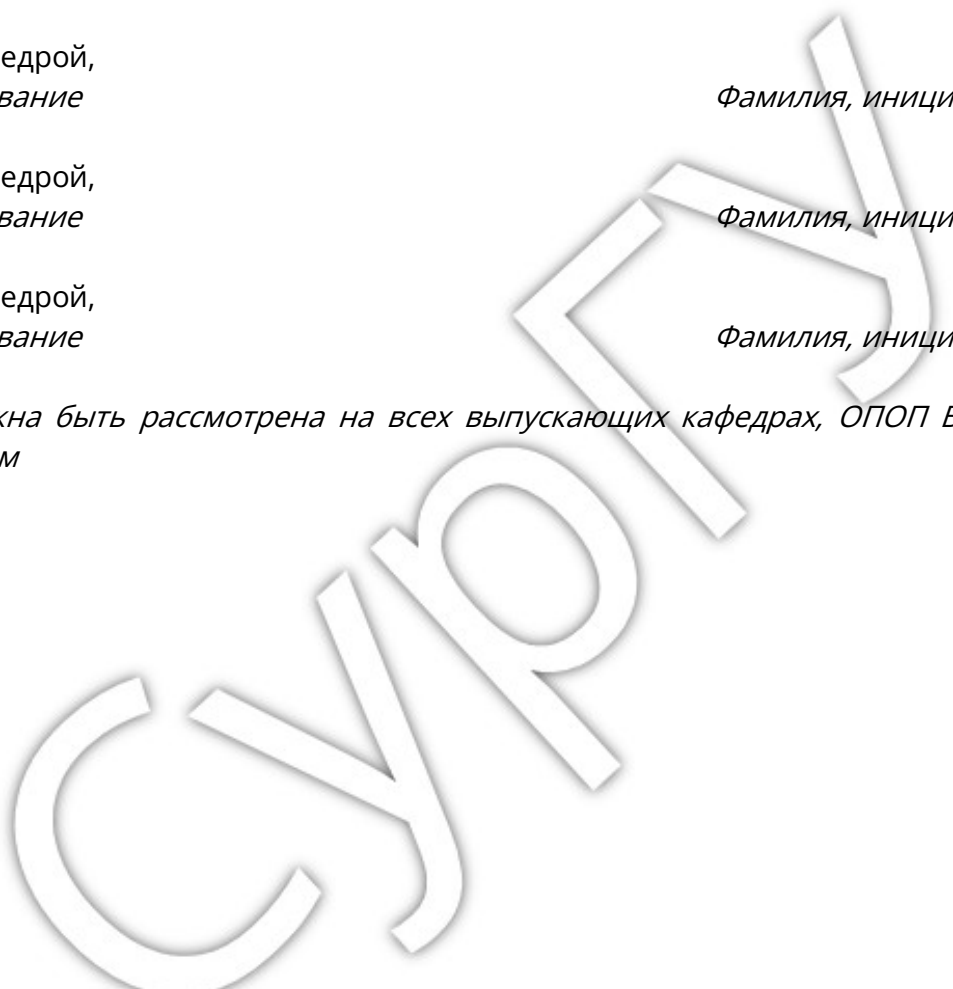 едрой,
вание Фамилия, иници
едрой,
вание Фамилия, иници
едрой,
вание Фамилия, иници
жна быть рассмотрена на всех выпускающих кафедрах, ОПОП В
м
СурГУ